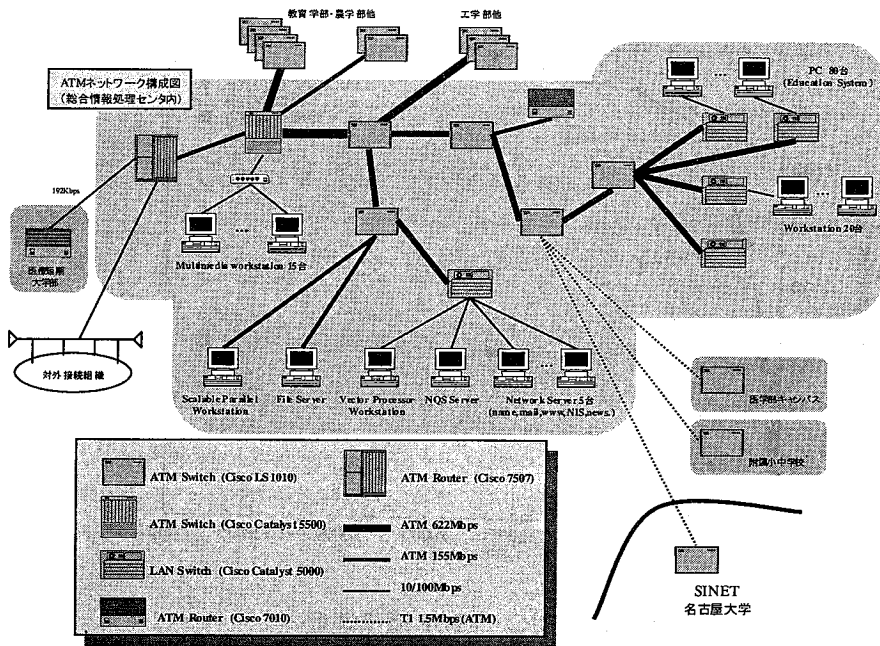 教育学部・農学部他
工学部他
ATMネットワーク構成図
(総合情報処理センタ内)
PC 80台
(Education System)
192Kbps
医療短期
大学部
Multimedia workstation 15台
Workstation 20台
対外接続組織
Scalable Parallel
Workstation
File Server
Vector Processor
Workstation
NQS Server
Network Server 5台
(name,mail,www,NIS,news.)
医学部キャンパス
附属小中学校
ATM Switch (Cisco LS1010)
ATM Router (Cisco 7507)
ATM Switch (Cisco Catalyst 5500)
ATM 622Mbps
LAN Switch (Cisco Catalyst 5000)
ATM 155Mbps
10/100Mbps
ATM Router (Cisco 7010)
T1 1.5Mbps(ATM)
SINET
名古屋大学